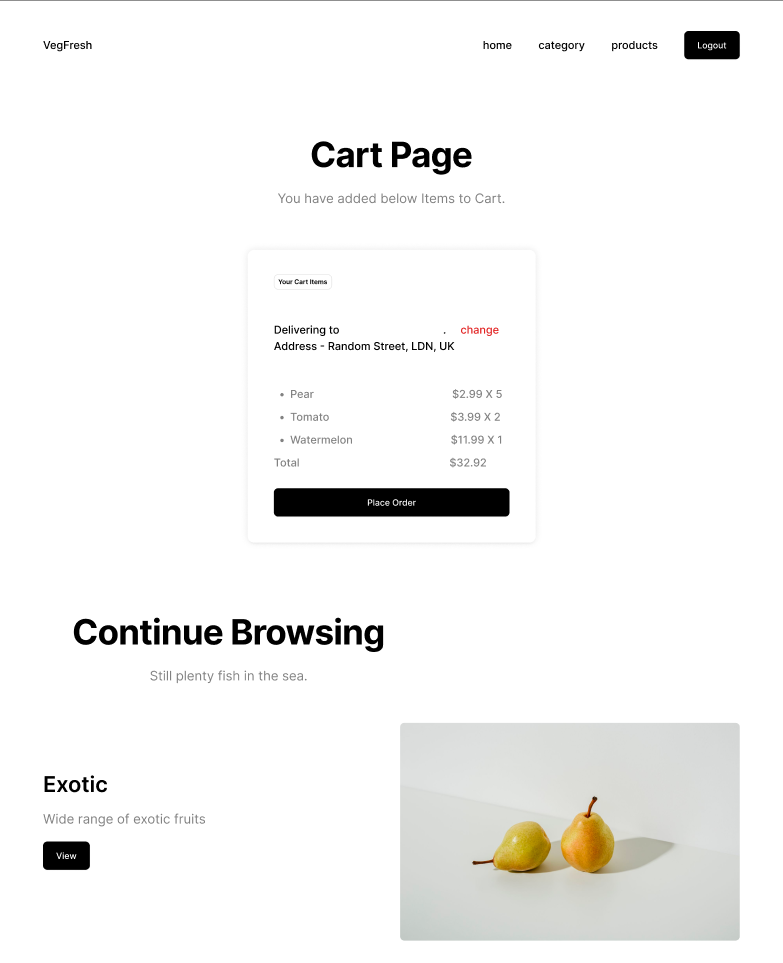 VegFresh home category products Logout
Cart Page
You have added below Items to Cart.
Your Cart Items
Delivering to . change
Address - Random Street, LDN, UK
• Pear $2.99 X 5
• Tomato $3.99 X 2
• Watermelon $11.99 X 1
Total $32.92
Place Order
Continue Browsing
Still plenty fish in the sea.
Exotic
Wide range of exotic fruits
View